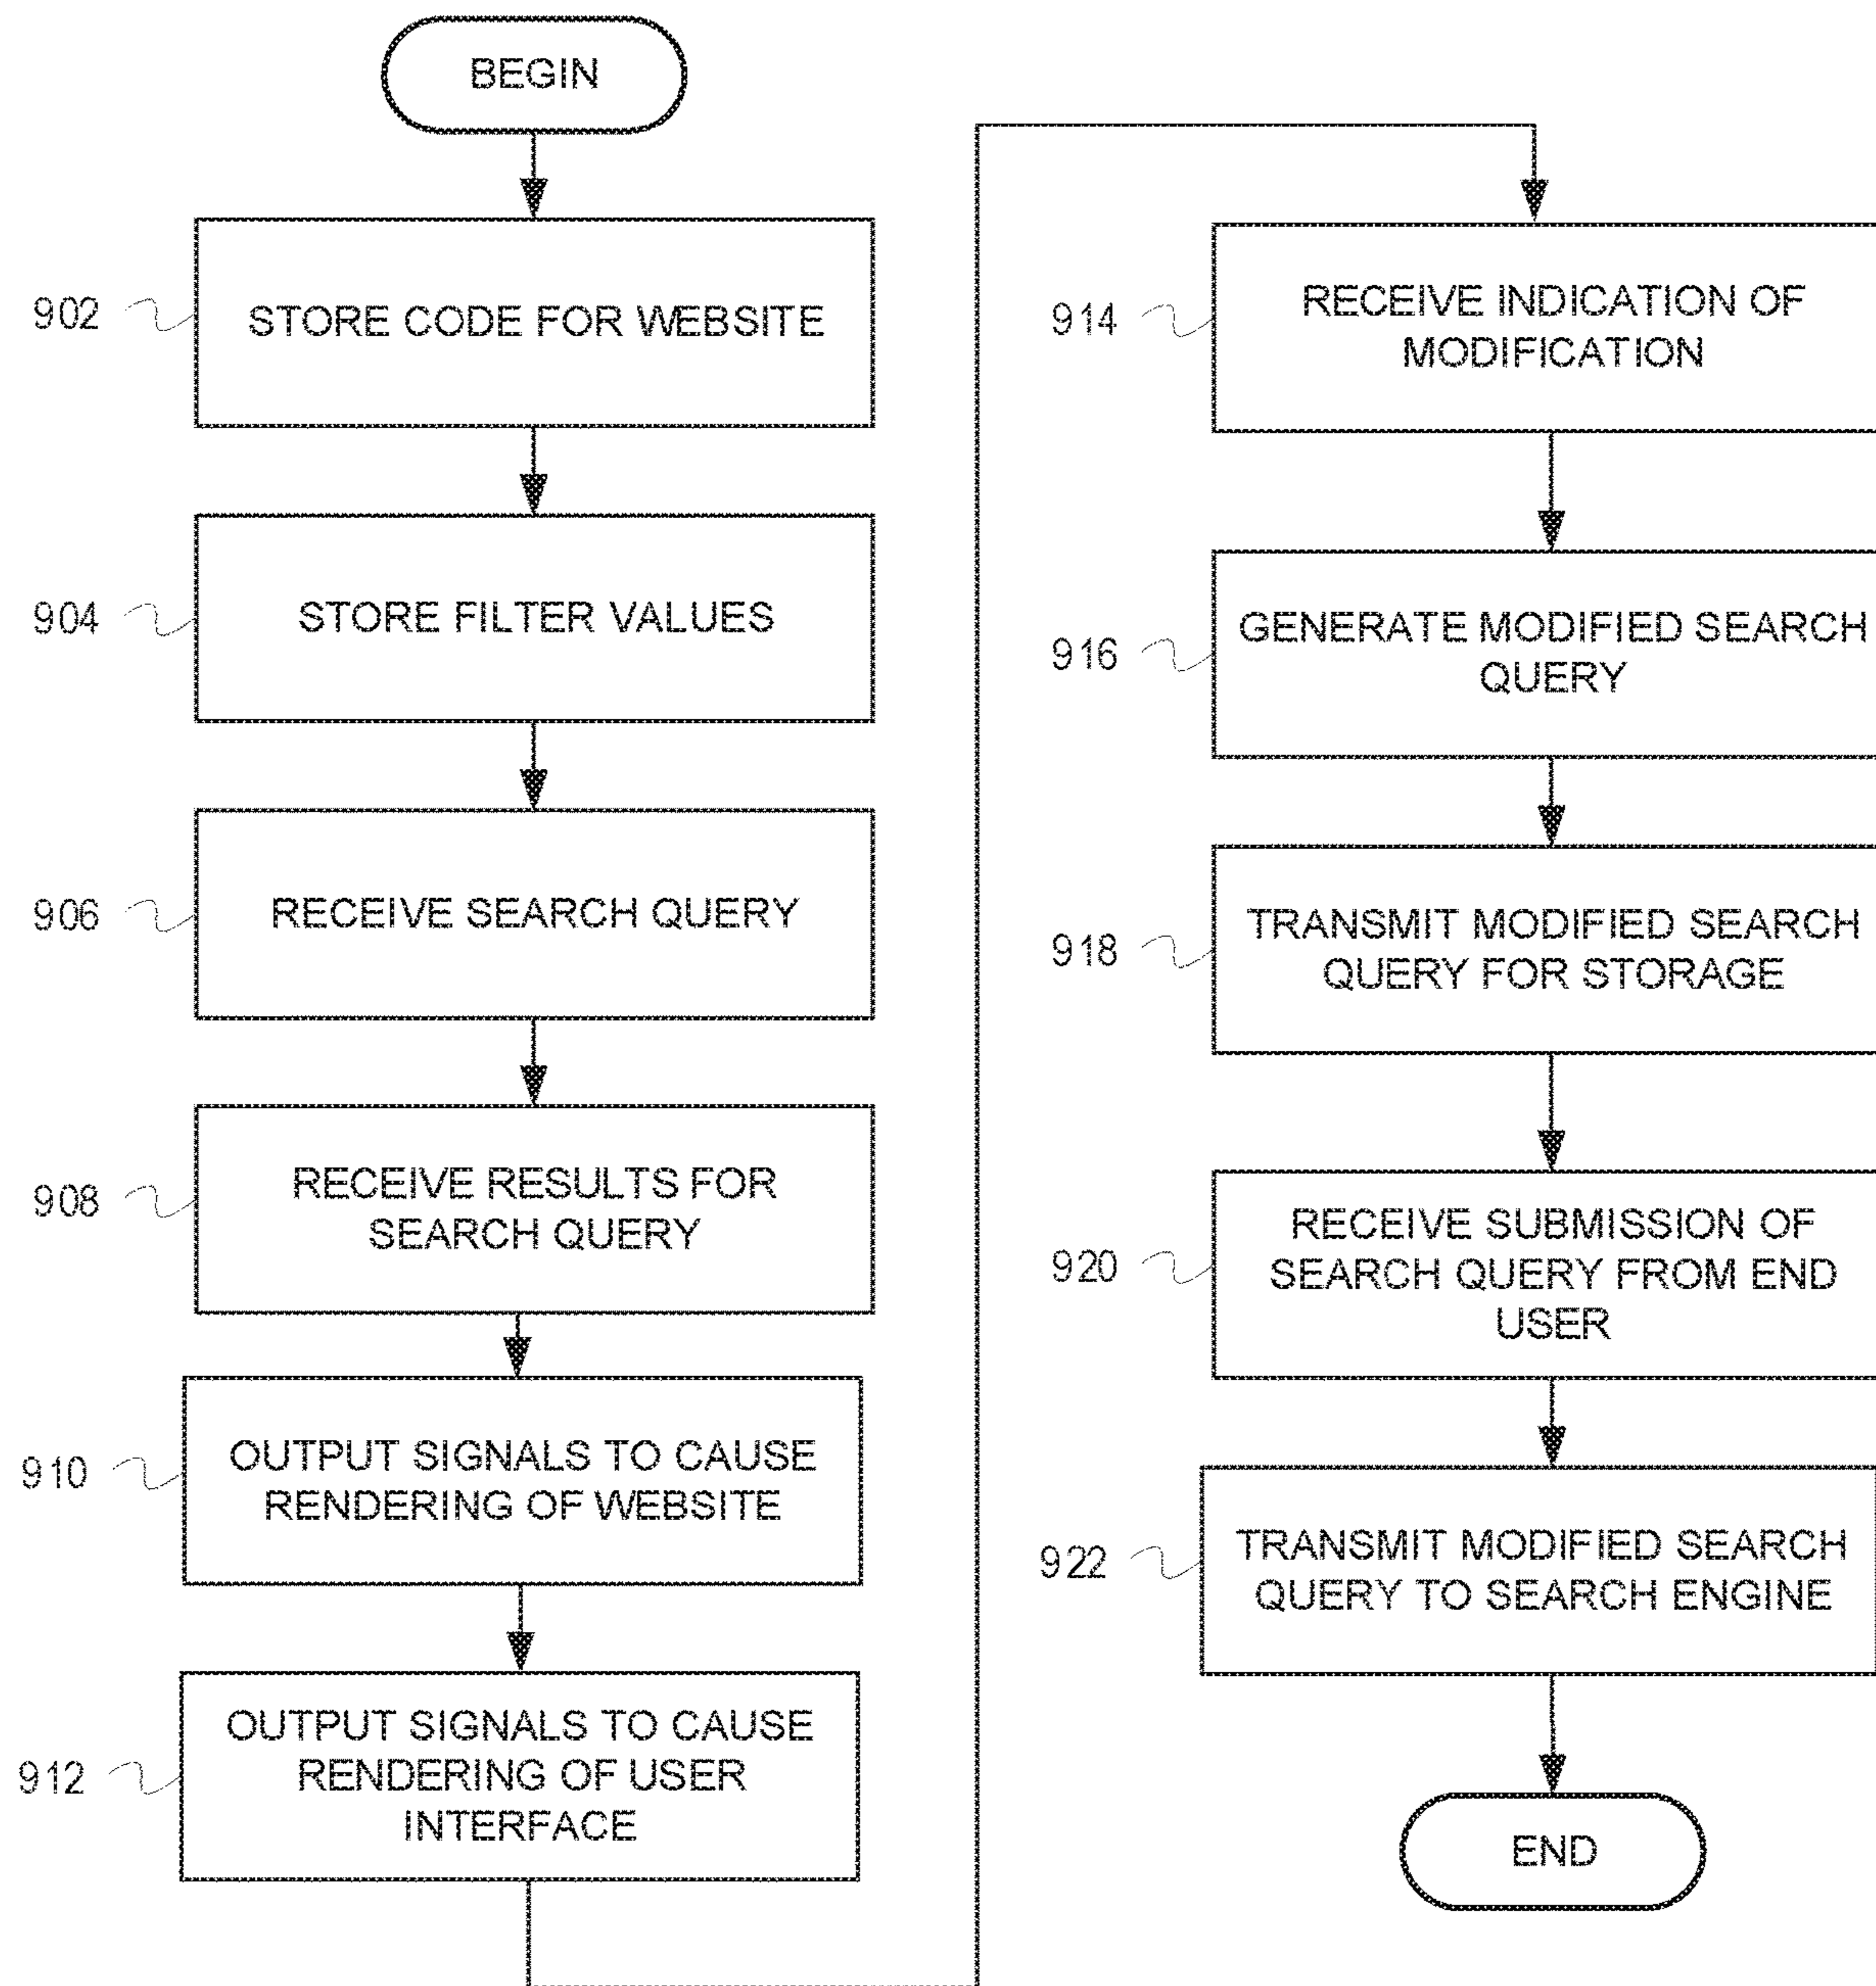 BEGIN
902
STORE CODE FOR WEBSITE
904
STORE FILTER VALUES
906
RECEIVE SEARCH QUERY
908
RECEIVE RESULTS FOR
SEARCH QUERY
910
OUTPUT SIGNALS TO CAUSE
RENDERING OF WEBSITE
912
OUTPUT SIGNALS TO CAUSE
RENDERING OF USER
INTERFACE
914
RECEIVE INDICATION OF
MODIFICATION
916
GENERATE MODIFIED SEARCH
QUERY
918
TRANSMIT MODIFIED SEARCH
QUERY FOR STORAGE
920
RECEIVE SUBMISSION OF
SEARCH QUERY FROM END
USER
922
TRANSMIT MODIFIED SEARCH
QUERY TO SEARCH ENGINE
END